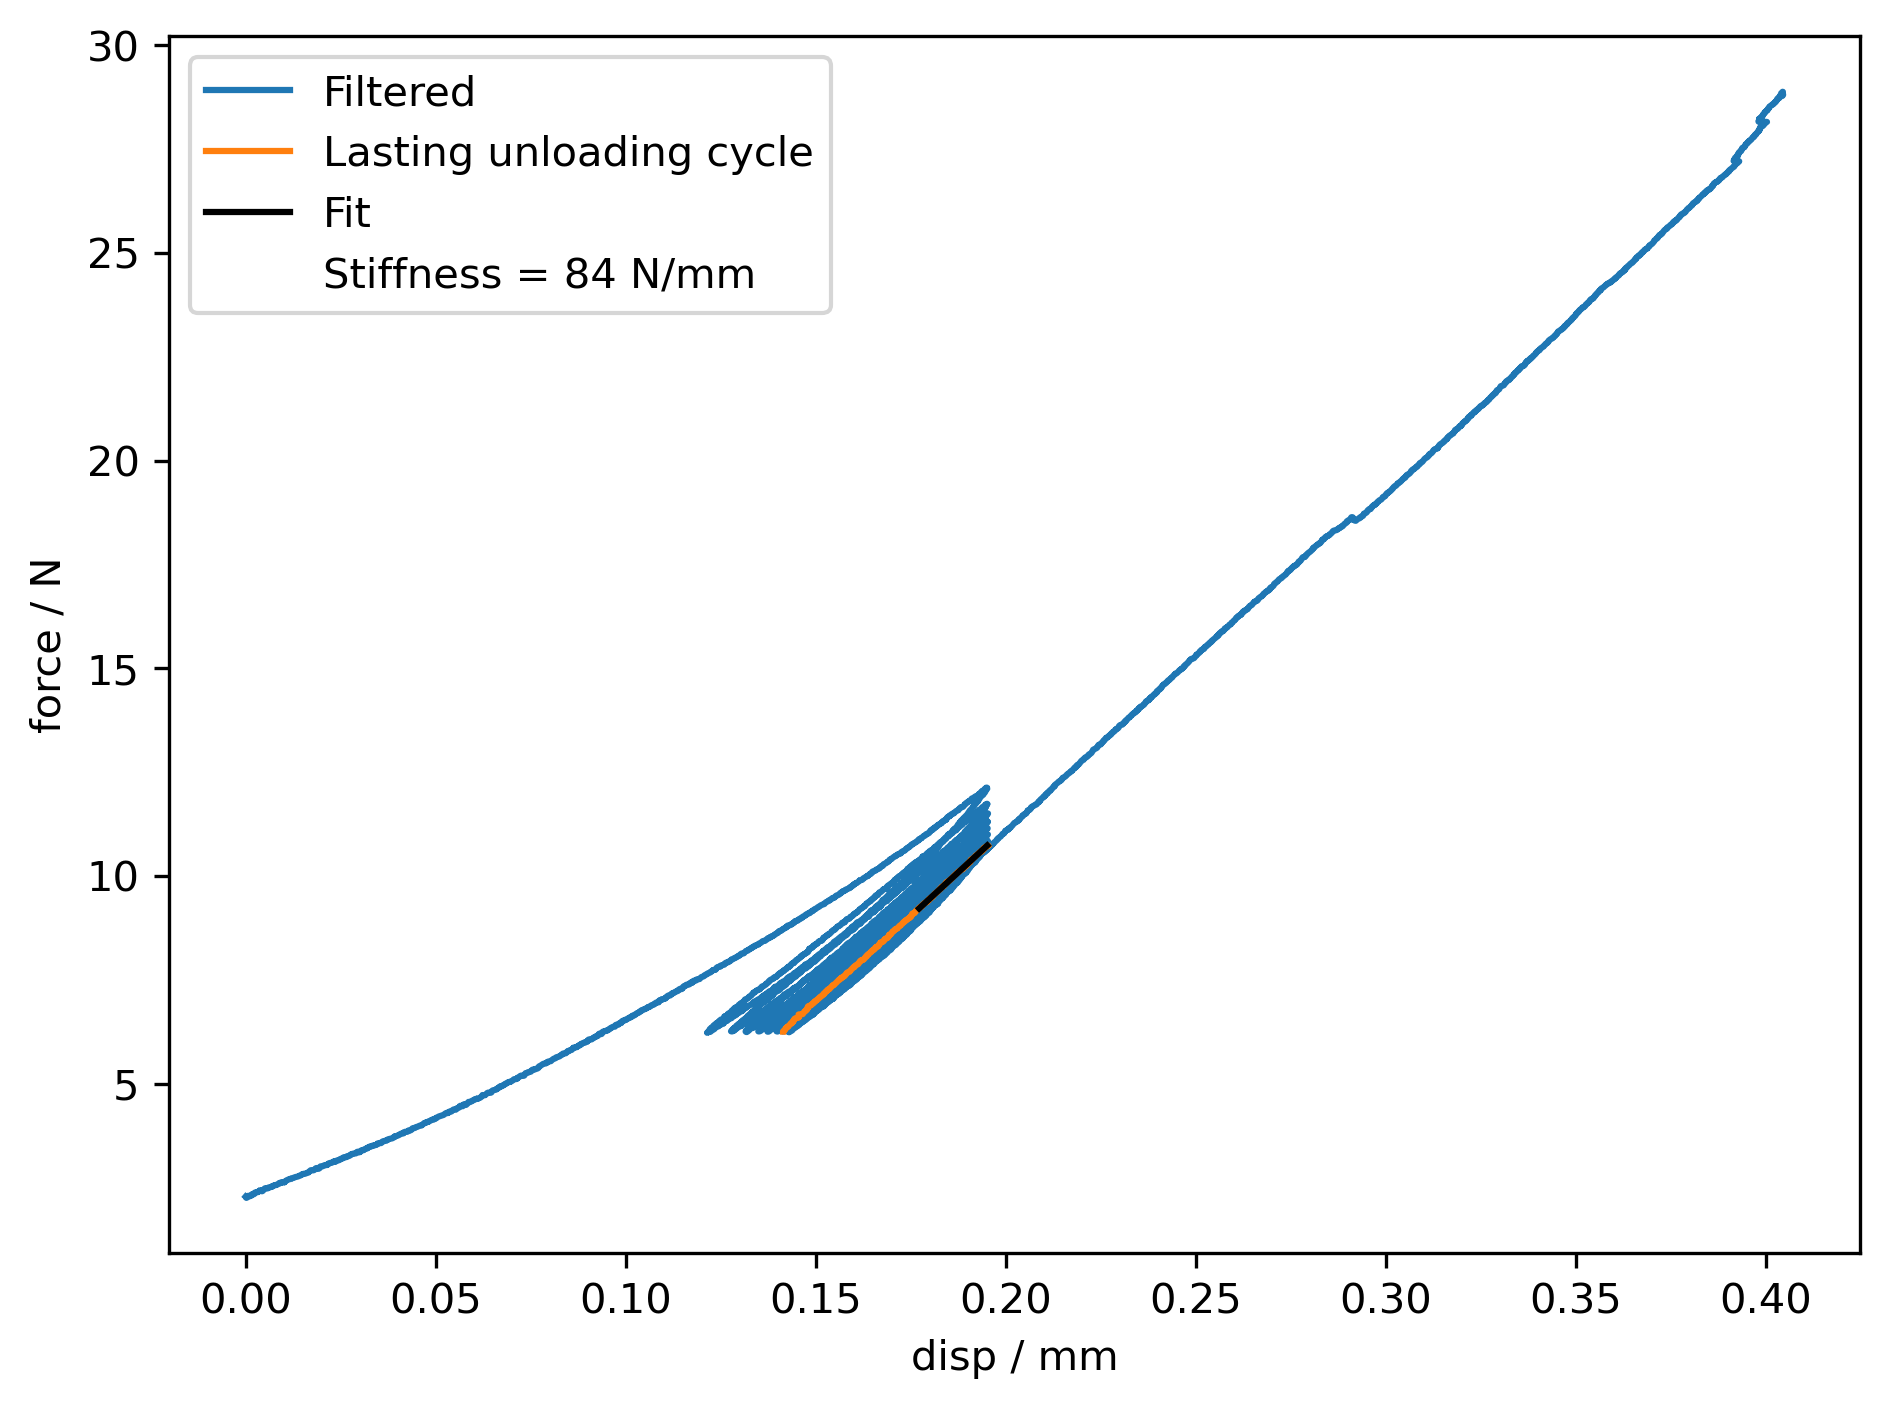 30
25
20
15
10
5
force / N
Filtered
Lasting unloading cycle
Fit
Stiffness = 84 N/mm
0.00 0.05 0.10 0.15 0.20 0.25 0.30 0.35 0.40
disp / mm